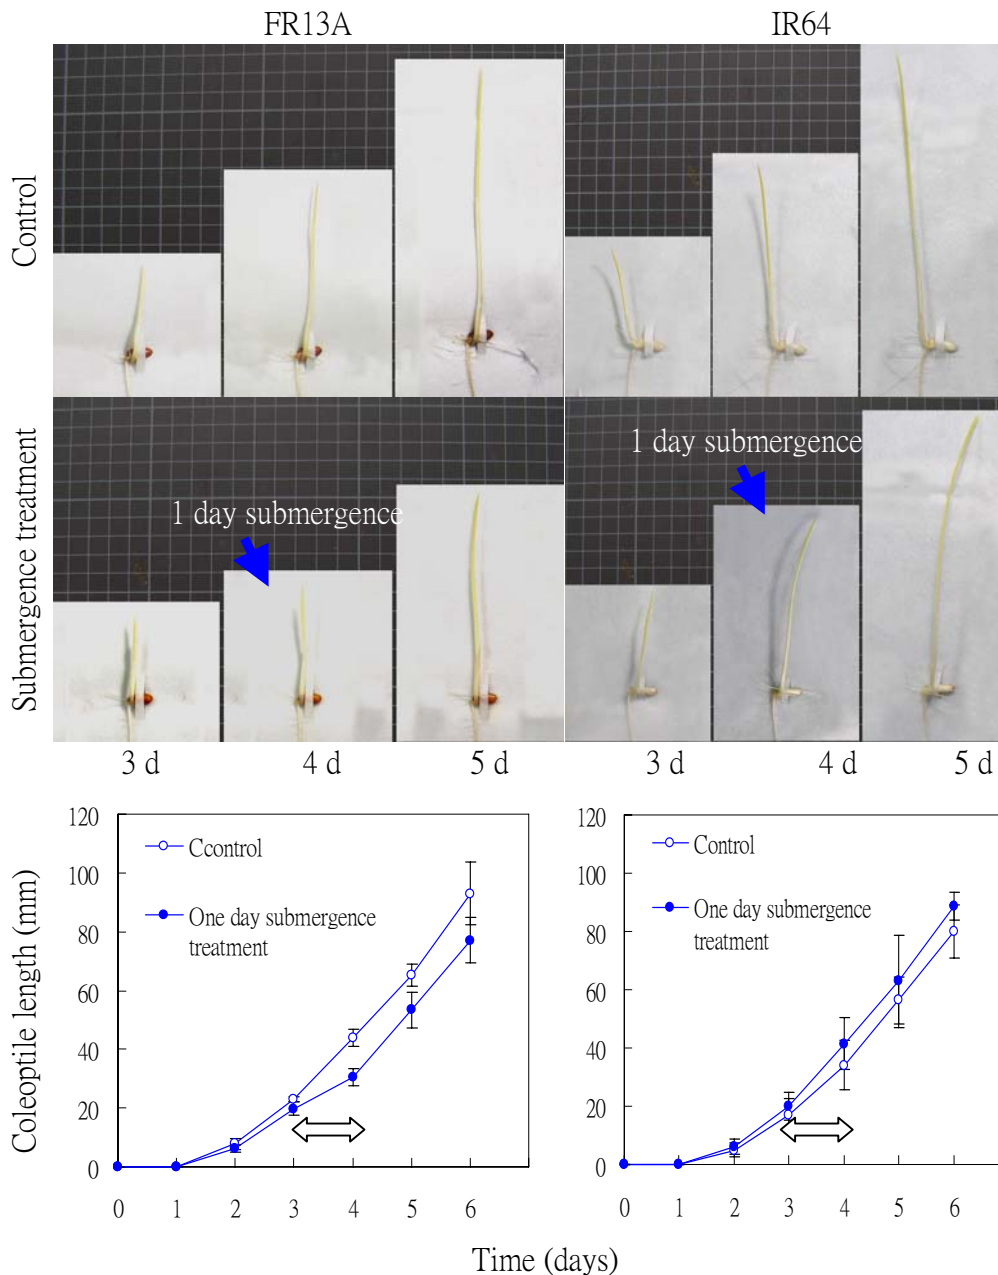 FR13A
IR64
Control
1 day submergence
1 day submergence
Submergence treatment
3 d
4 d
5 d
3 d
4 d
5 d
120
100
80
60
40
20
0
Coleoptile length (mm)
Ccontrol
One day submergence
treatment
0
1
2
3
4
5
6
120
100
80
60
40
20
0
Control
One day submergence
treatment
0
1
2
3
4
5
6
Time (days)